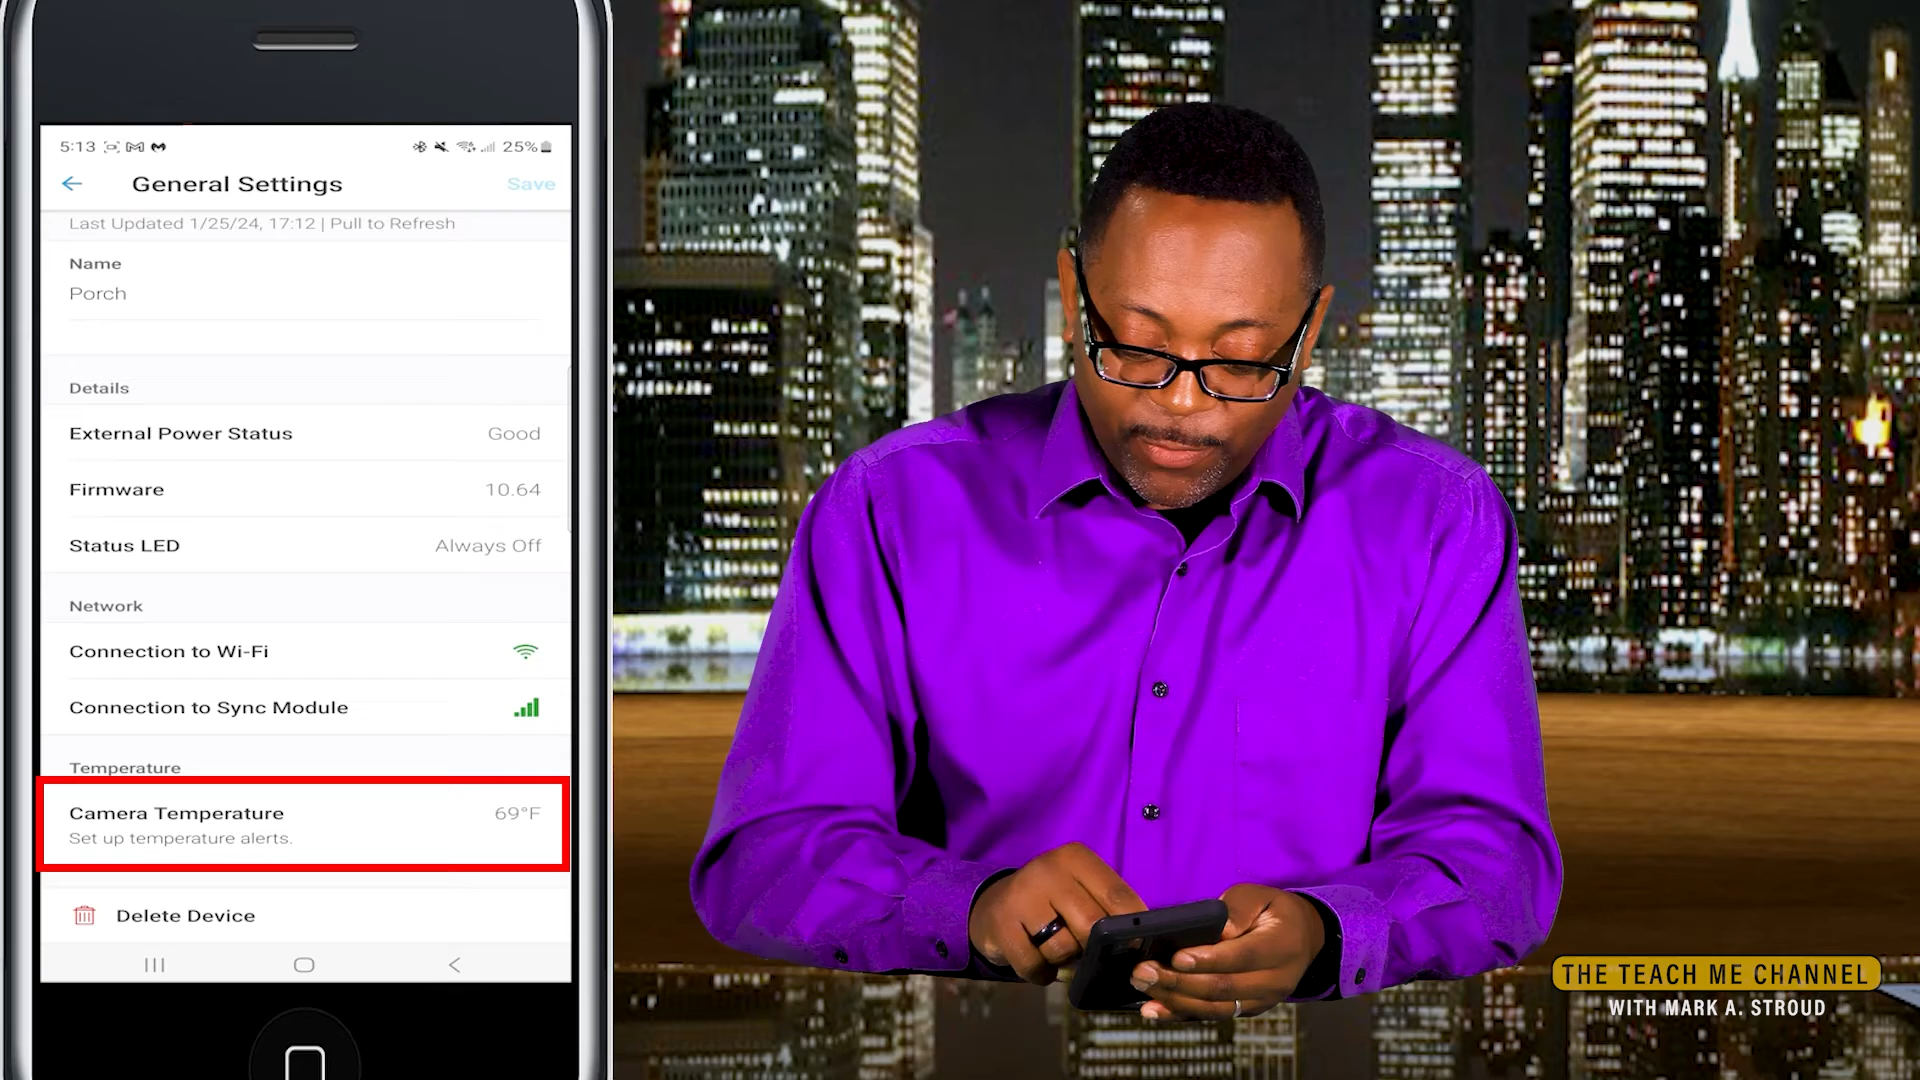 5:13
25%
General Settings
Save
Last Updated 1/25/24, 17:12 | Pull to Refresh
Name
Porch
Details
External Power Status Good
Firmware 10.64
Status LED Always Off
Network
Connection to Wi-Fi
Connection to Sync Module
Temperature
Camera Temperature 69°F
Set up temperature alerts.
Delete Device
THE TEACH ME CHANNEL
WITH MARK A. STROUD